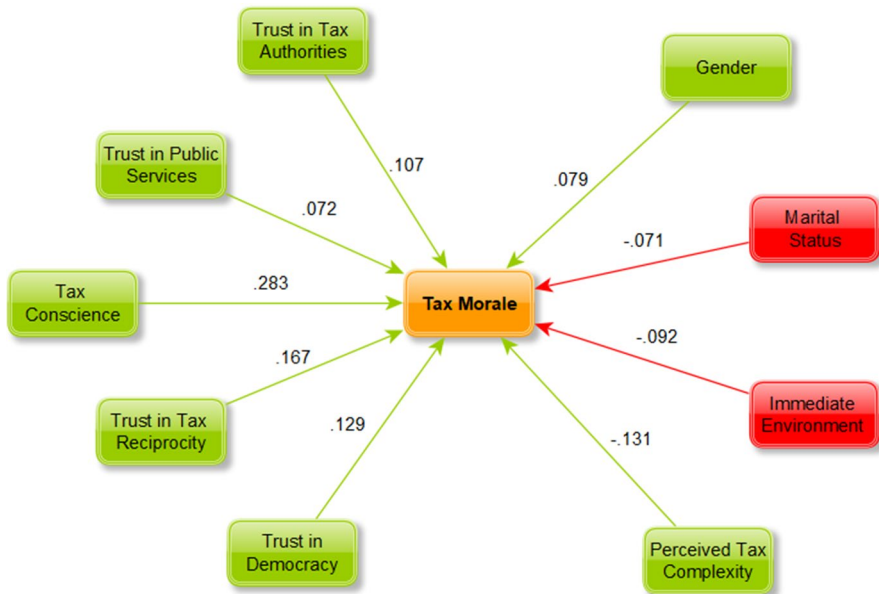 Trust in Tax
Authorities
Gender
.107
.079
Trust in Public
Services
.072
Marital
Status
-.071
Tax
Conscience
.283
Tax Morale
-.092
.167
Trust in Tax
Reciprocity
Immediate
Environment
.129
-.131
Trust in
Democracy
Perceived Tax
Complexity